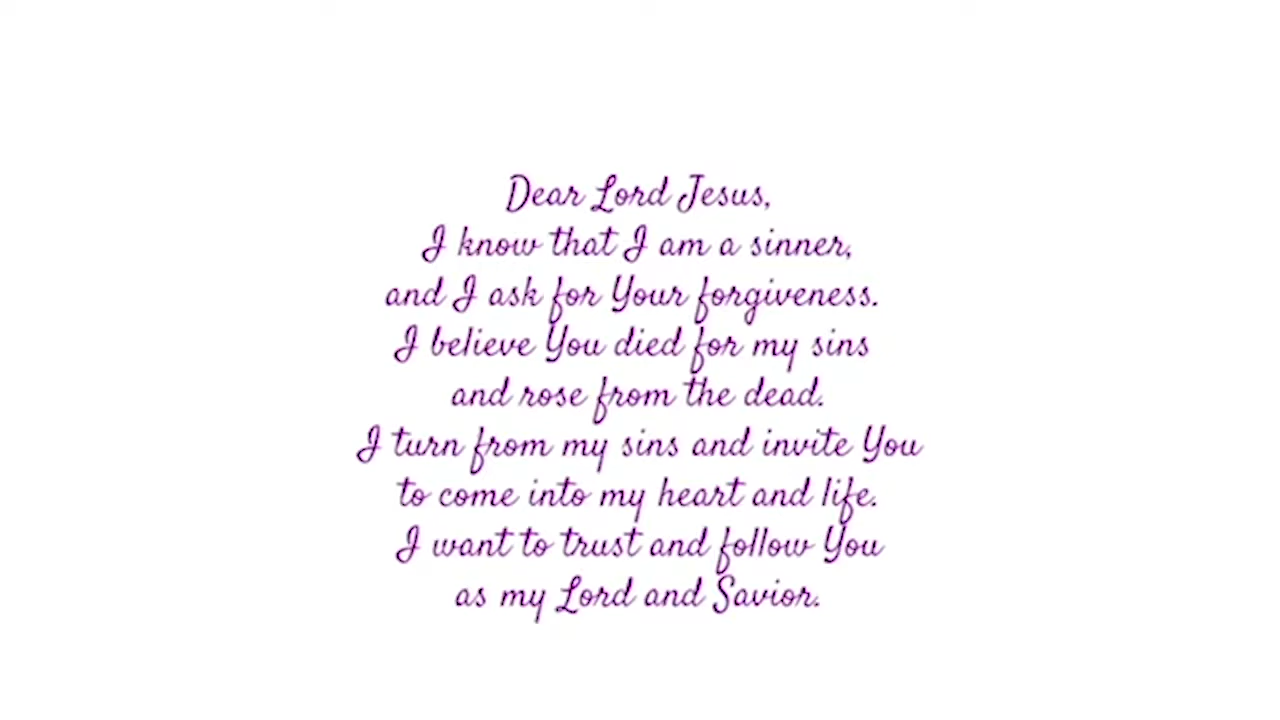 Dear Lord Jesus,
I know that I am a sinner,
and I ask for Your forgiveness.
I believe You died for my sins
and rose from the dead.
I turn from my sins and invite You
to come into my heart and life.
I want to trust and follow You
as my Lord and Savior.